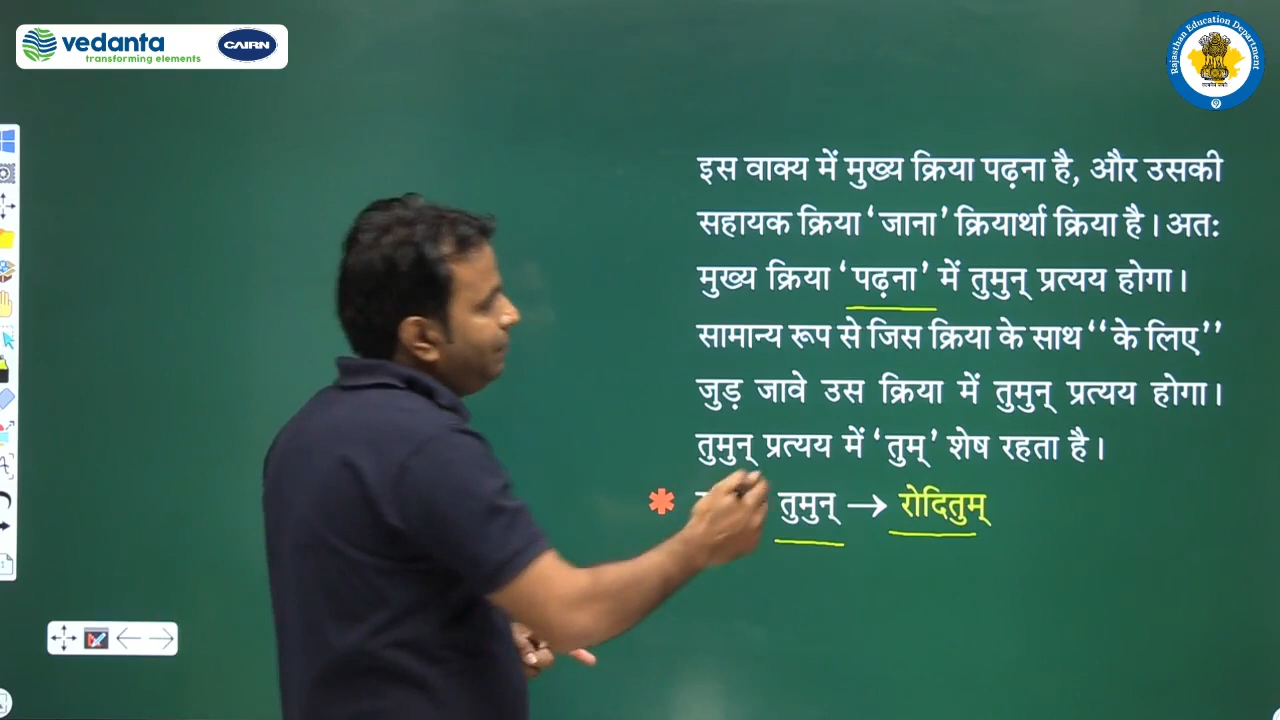 vedanta
transforming elements
CAIRN
Rajasthan Education Department
इस वाक्य में मुख्य क्रिया पढ़ना है, और उसकी
सहायक क्रिया ‘जाना’ क्रियार्था क्रिया है। अतः
मुख्य क्रिया ‘पढ़ना’ में तुमुन् प्रत्यय होगा।
सामान्य रूप से जिस क्रिया के साथ ‘‘के लिए’’
जुड़ जावे उस क्रिया में तुमुन् प्रत्यय होगा।
तुमुन् प्रत्यय में ‘तुम्’ शेष रहता है।
* तुमुन् → रोदितुम्